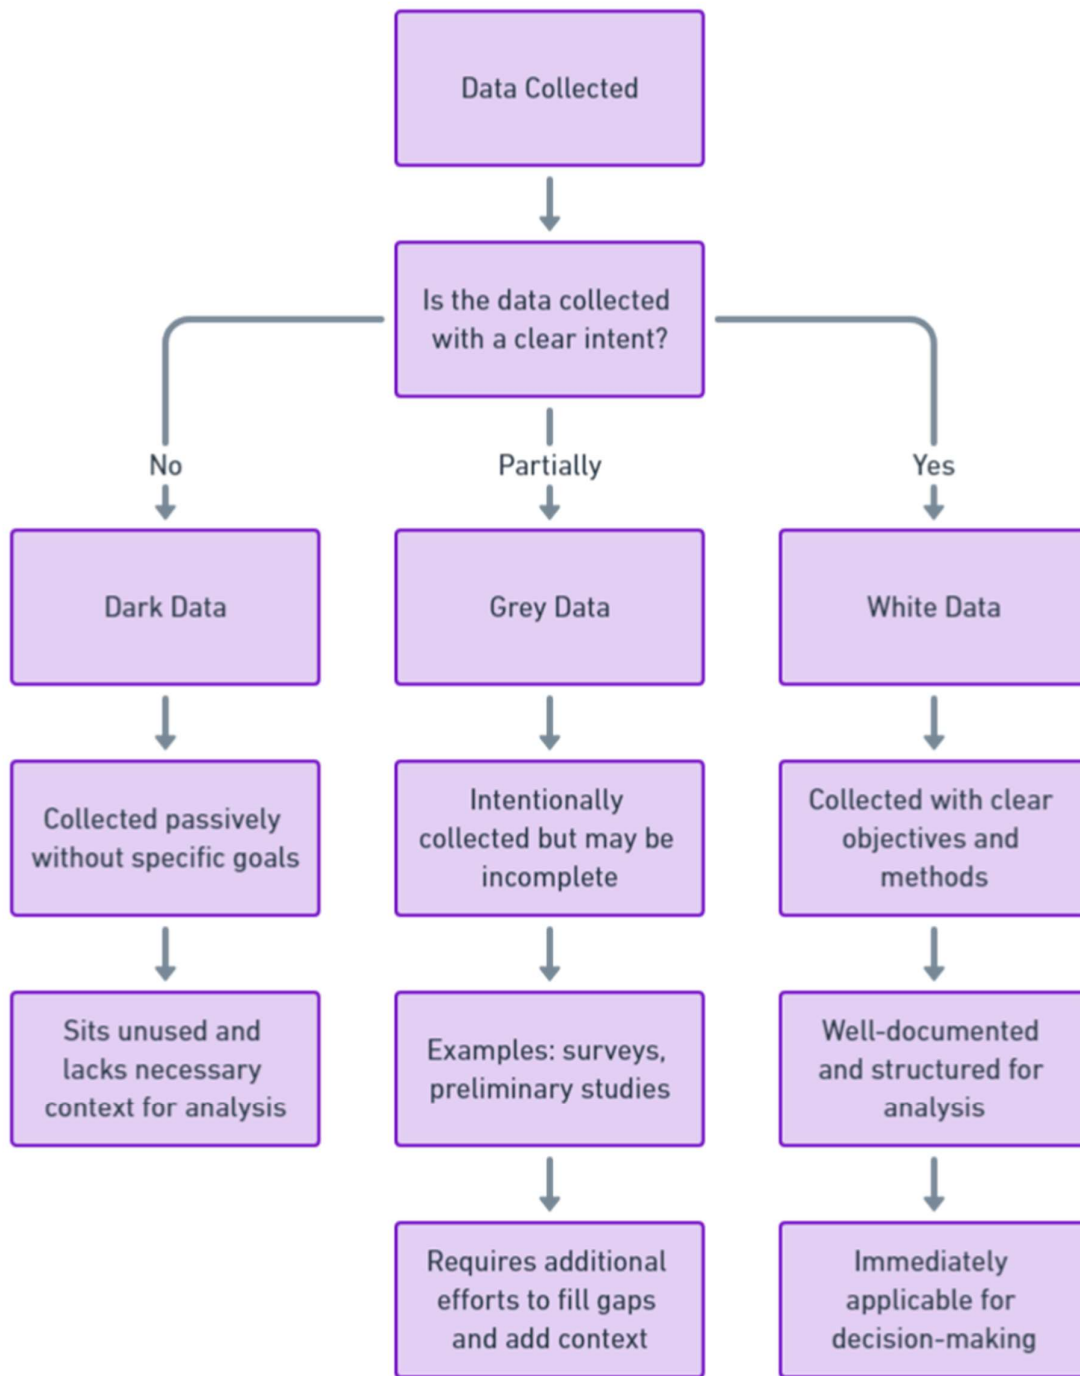 Data Collected
Is the data collected
with a clear intent?
No
Partially
Yes
Dark Data
Grey Data
White Data
Collected passively
without specific goals
Intentionally
collected but may be
incomplete
Collected with clear
objectives and
methods
Sits unused and
lacks necessary
context for analysis
Examples: surveys,
preliminary studies
Well-documented
and structured for
analysis
Requires additional
efforts to fill gaps
and add context
Immediately
applicable for
decision-making